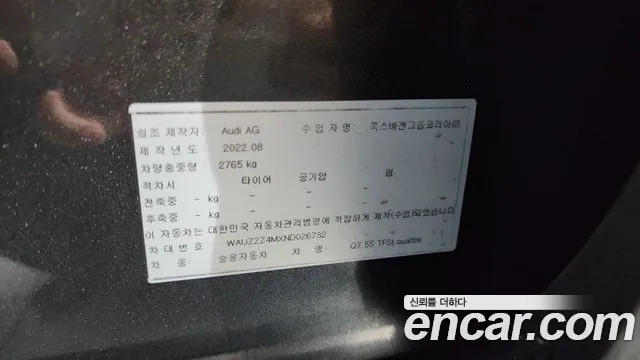 최초 제작자: Audi AG 수 입 자 명: 폭스바겐그룹코리아㈜
제 작 년 도: 2022.08
차량총중량: 2765 kg
적차시 타이어 공기압 림
전축중 - kg - - -
후축중 - kg - - -
이 자동차는 대한민국 자동차관리법령에 적합하게 제작(수입)되었습니다
차 대 번 호: WAUZZZ4MXND026732
차 종: 승용자동차 차 명: Q7 55 TFSI quattro
신뢰를 더하다
encar.com